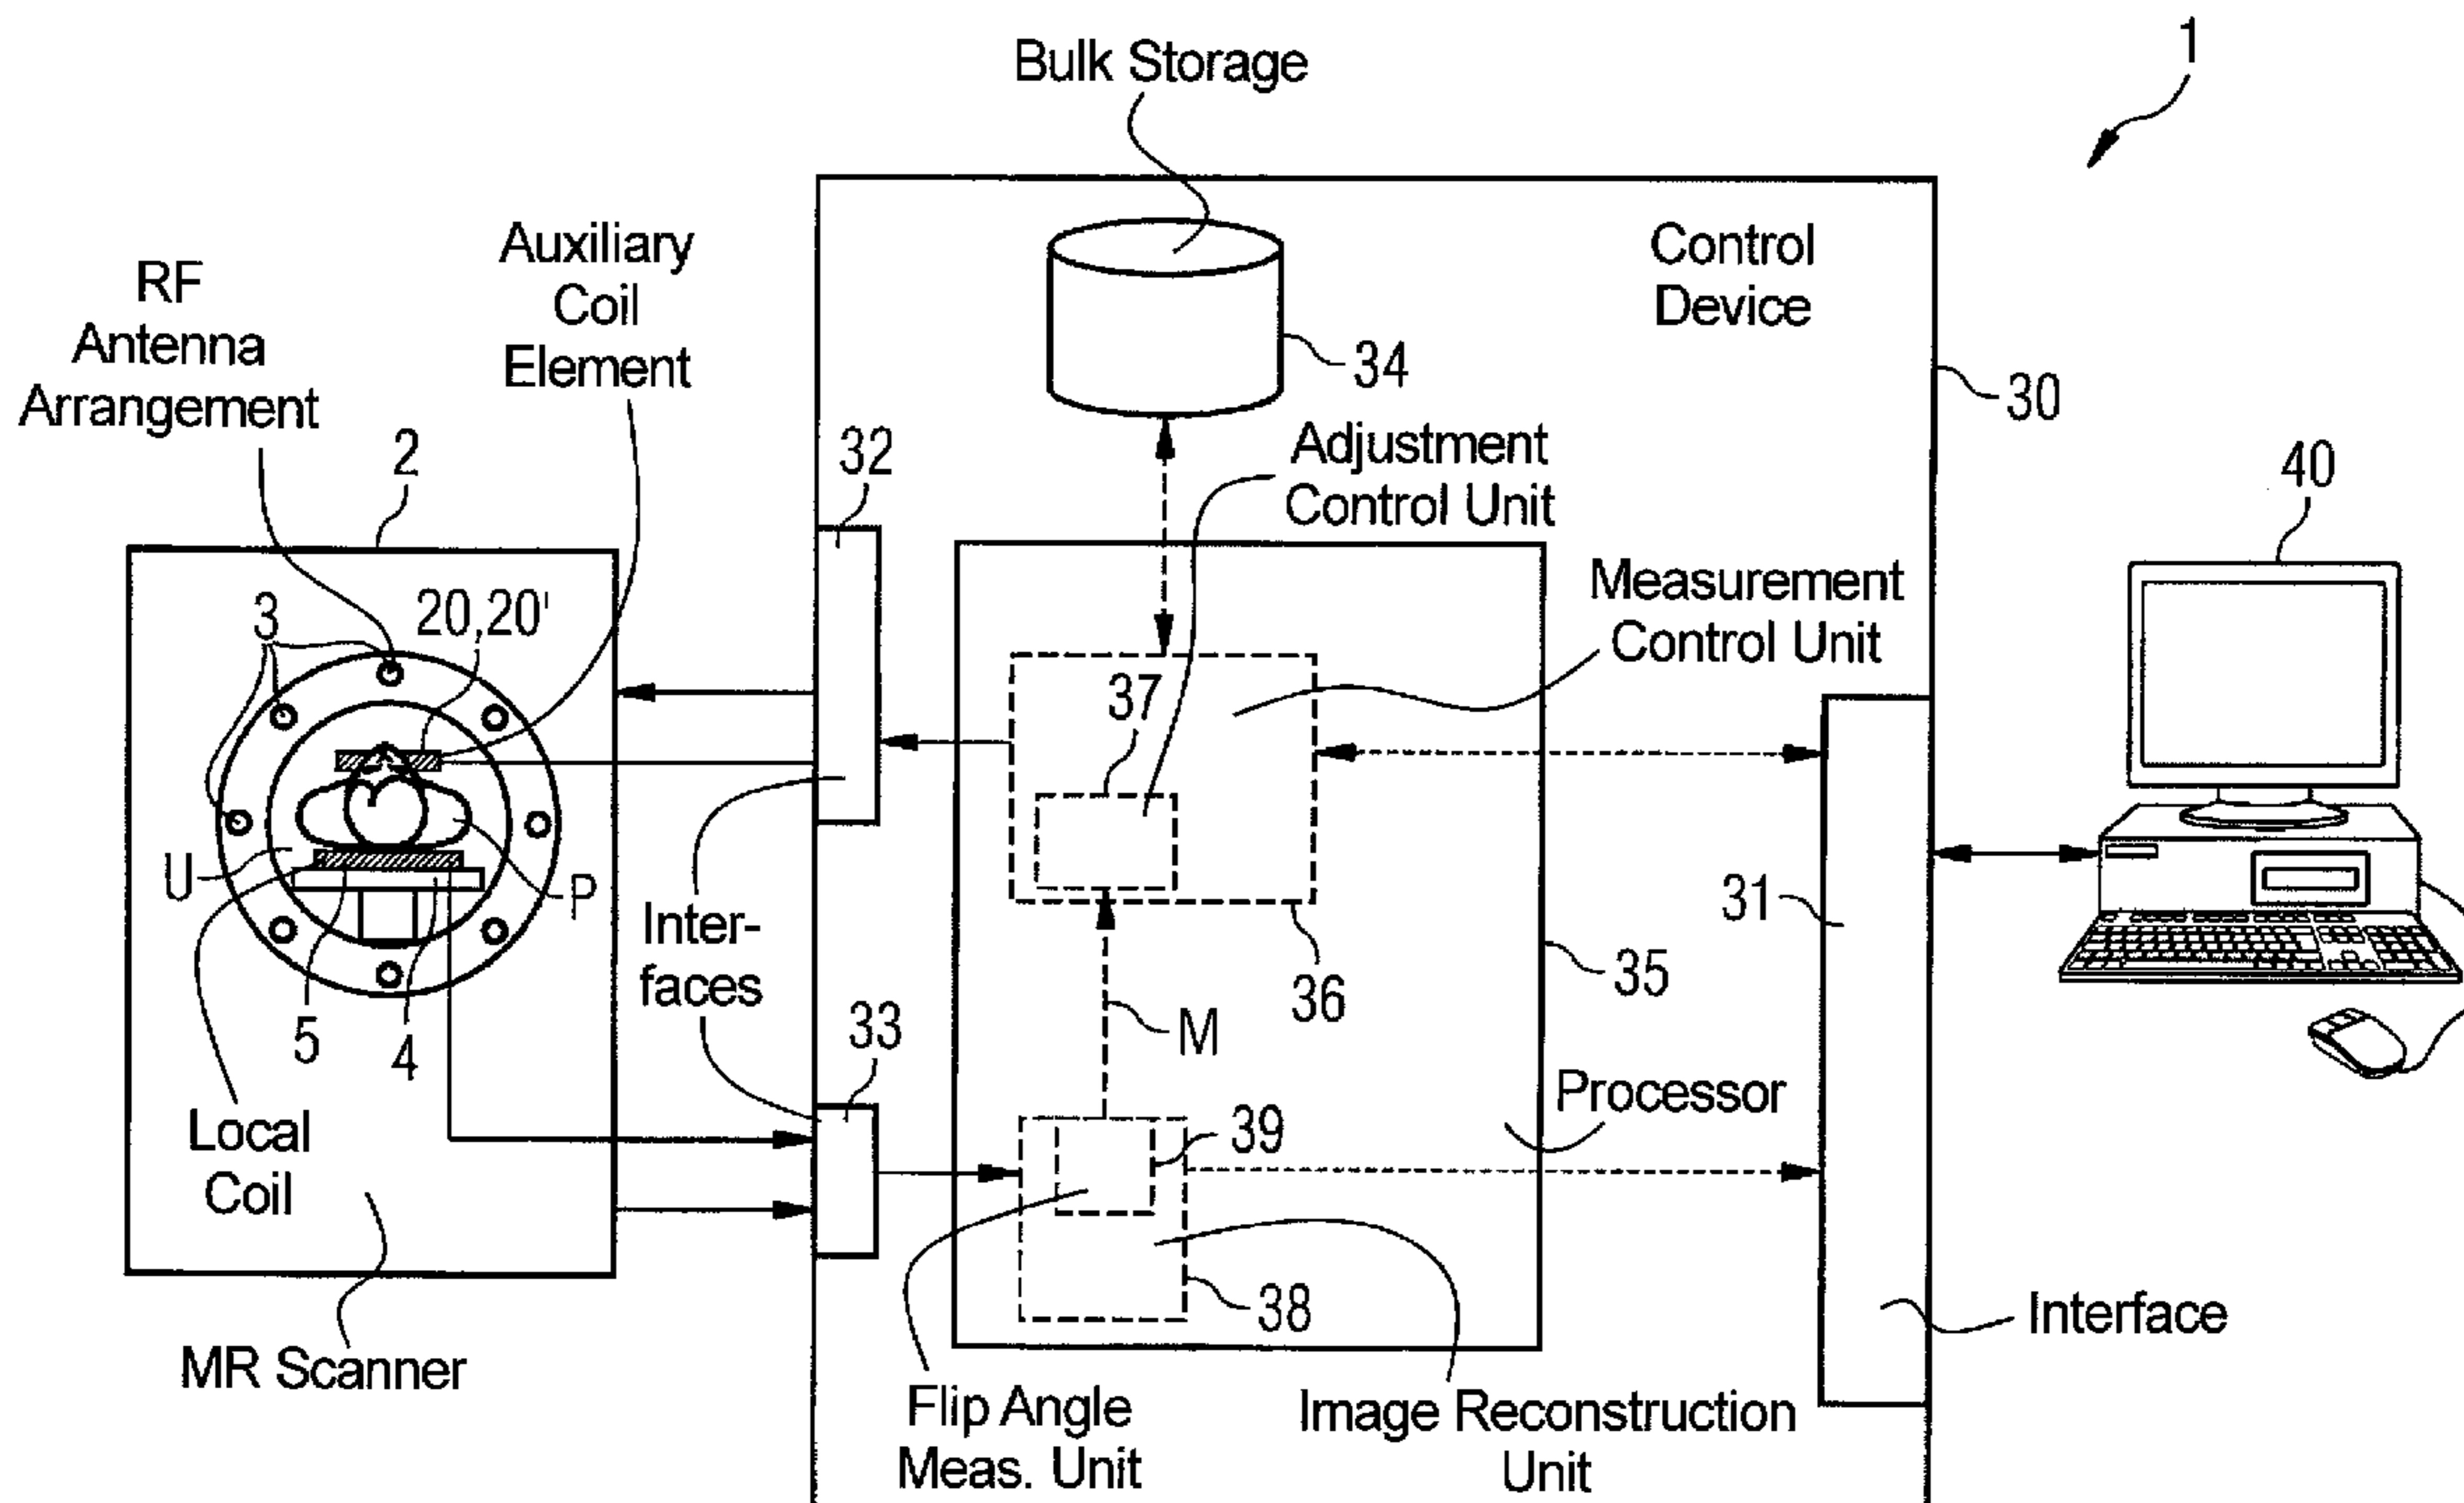 1
Bulk Storage
Control
Device
RF
Antenna
Arrangement
Auxiliary
Coil
Element
34
30
Adjustment
Control Unit
32
2
40
Measurement
Control Unit
3
20,20'
37
U
P
31
Inter-
faces
35
36
5
4
M
33
Processor
Local
Coil
39
38
Interface
MR Scanner
Flip Angle
Meas. Unit
Image Reconstruction
Unit